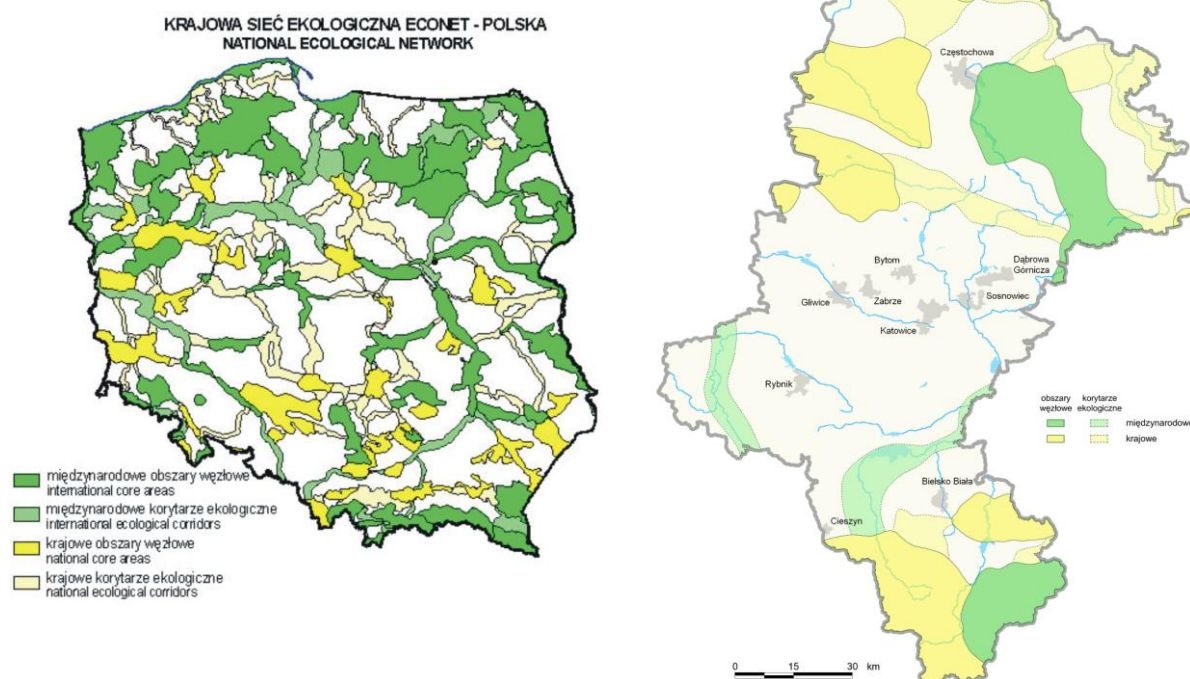 KRAJOWA SIEĆ EKOLOGICZNA ECONET - POLSKA
NATIONAL ECOLOGICAL NETWORK
międzynarodowe obszary węzłowe
international core areas
międzynarodowe korytarze ekologiczne
international ecological corridors
krajowe obszary węzłowe
national core areas
krajowe korytarze ekologiczne
national ecological corridors
Częstochowa
Bytom
Dąbrowa
Górnicza
Gliwice
Zabrze
Sosnowiec
Katowice
Rybnik
obszary korytarze
węzłowe ekologiczne
międzynarodowe
krajowe
Bielsko Biała
Cieszyn
0 15 30 km